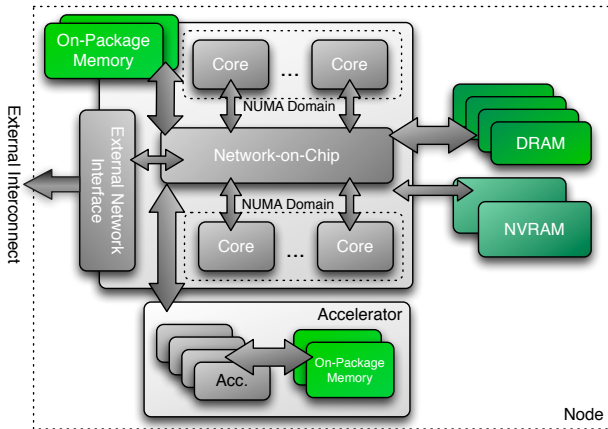 On-Package
Memory
Core
...
Core
NUMA Domain
External Interconnect
External Network
Interface
Network-on-Chip
DRAM
NUMA Domain
Core
...
Core
NVRAM
Accelerator
Acc.
On-Package
Memory
Node